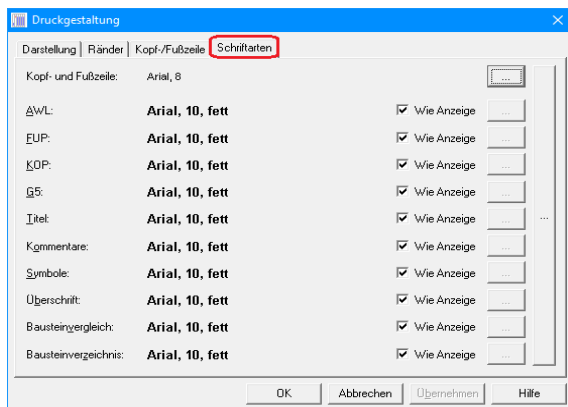 Druckgestaltung
Darstellung Ränder Kopf-/Fußzeile Schriftarten
Kopf- und Fußzeile: Arial, 8 ...
AWL: Arial, 10, fett Wie Anzeige ...
FUP: Arial, 10, fett Wie Anzeige ...
KOP: Arial, 10, fett Wie Anzeige ...
G5: Arial, 10, fett Wie Anzeige ...
Titel: Arial, 10, fett Wie Anzeige ... ...
Kommentare: Arial, 10, fett Wie Anzeige ...
Symbole: Arial, 10, fett Wie Anzeige ...
Überschrift: Arial, 10, fett Wie Anzeige ...
Bausteinvergleich: Arial, 10, fett Wie Anzeige ...
Bausteinverzeichnis: Arial, 10, fett Wie Anzeige ...
OK Abbrechen Übernehmen Hilfe